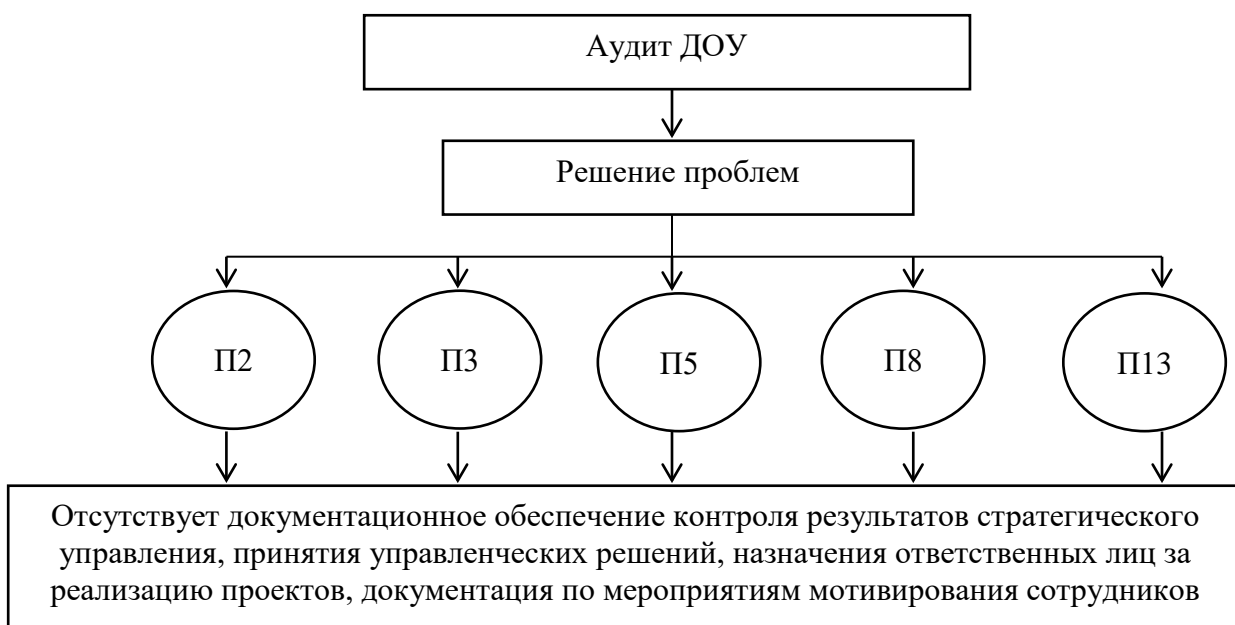 Аудит ДОУ
Решение проблем
П2
П3
П5
П8
П13
Отсутствует документационное обеспечение контроля результатов стратегического
управления, принятия управленческих решений, назначения ответственных лиц за
реализацию проектов, документация по мероприятиям мотивирования сотрудников